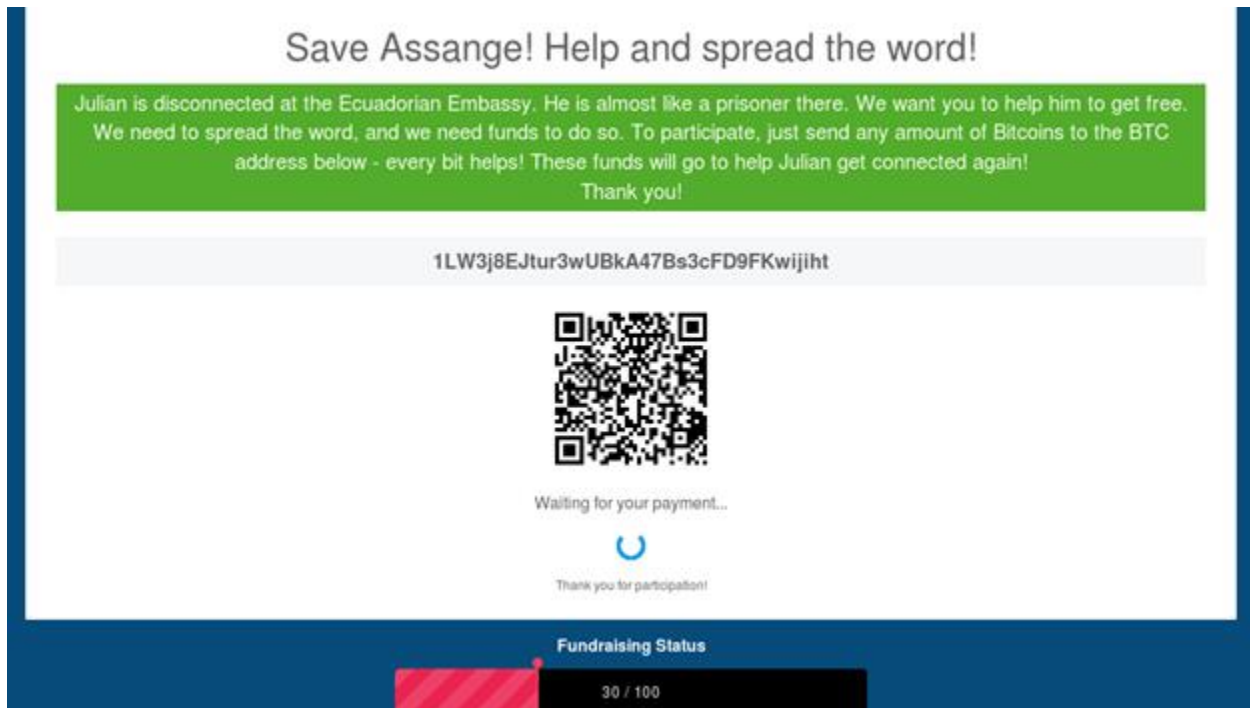 Save Assange! Help and spread the word!
Julian is disconnected at the Ecuadorian Embassy. He is almost like a prisoner there. We want you to help him to get free.
We need to spread the word, and we need funds to do so. To participate, just send any amount of Bitcoins to the BTC
address below - every bit helps! These funds will go to help Julian get connected again!
Thank you!
1LW3j8EJtur3wUBkA47Bs3cFD9FKwijiht
Waiting for your payment...
Thank you for participation!
Fundraising Status
30 / 100